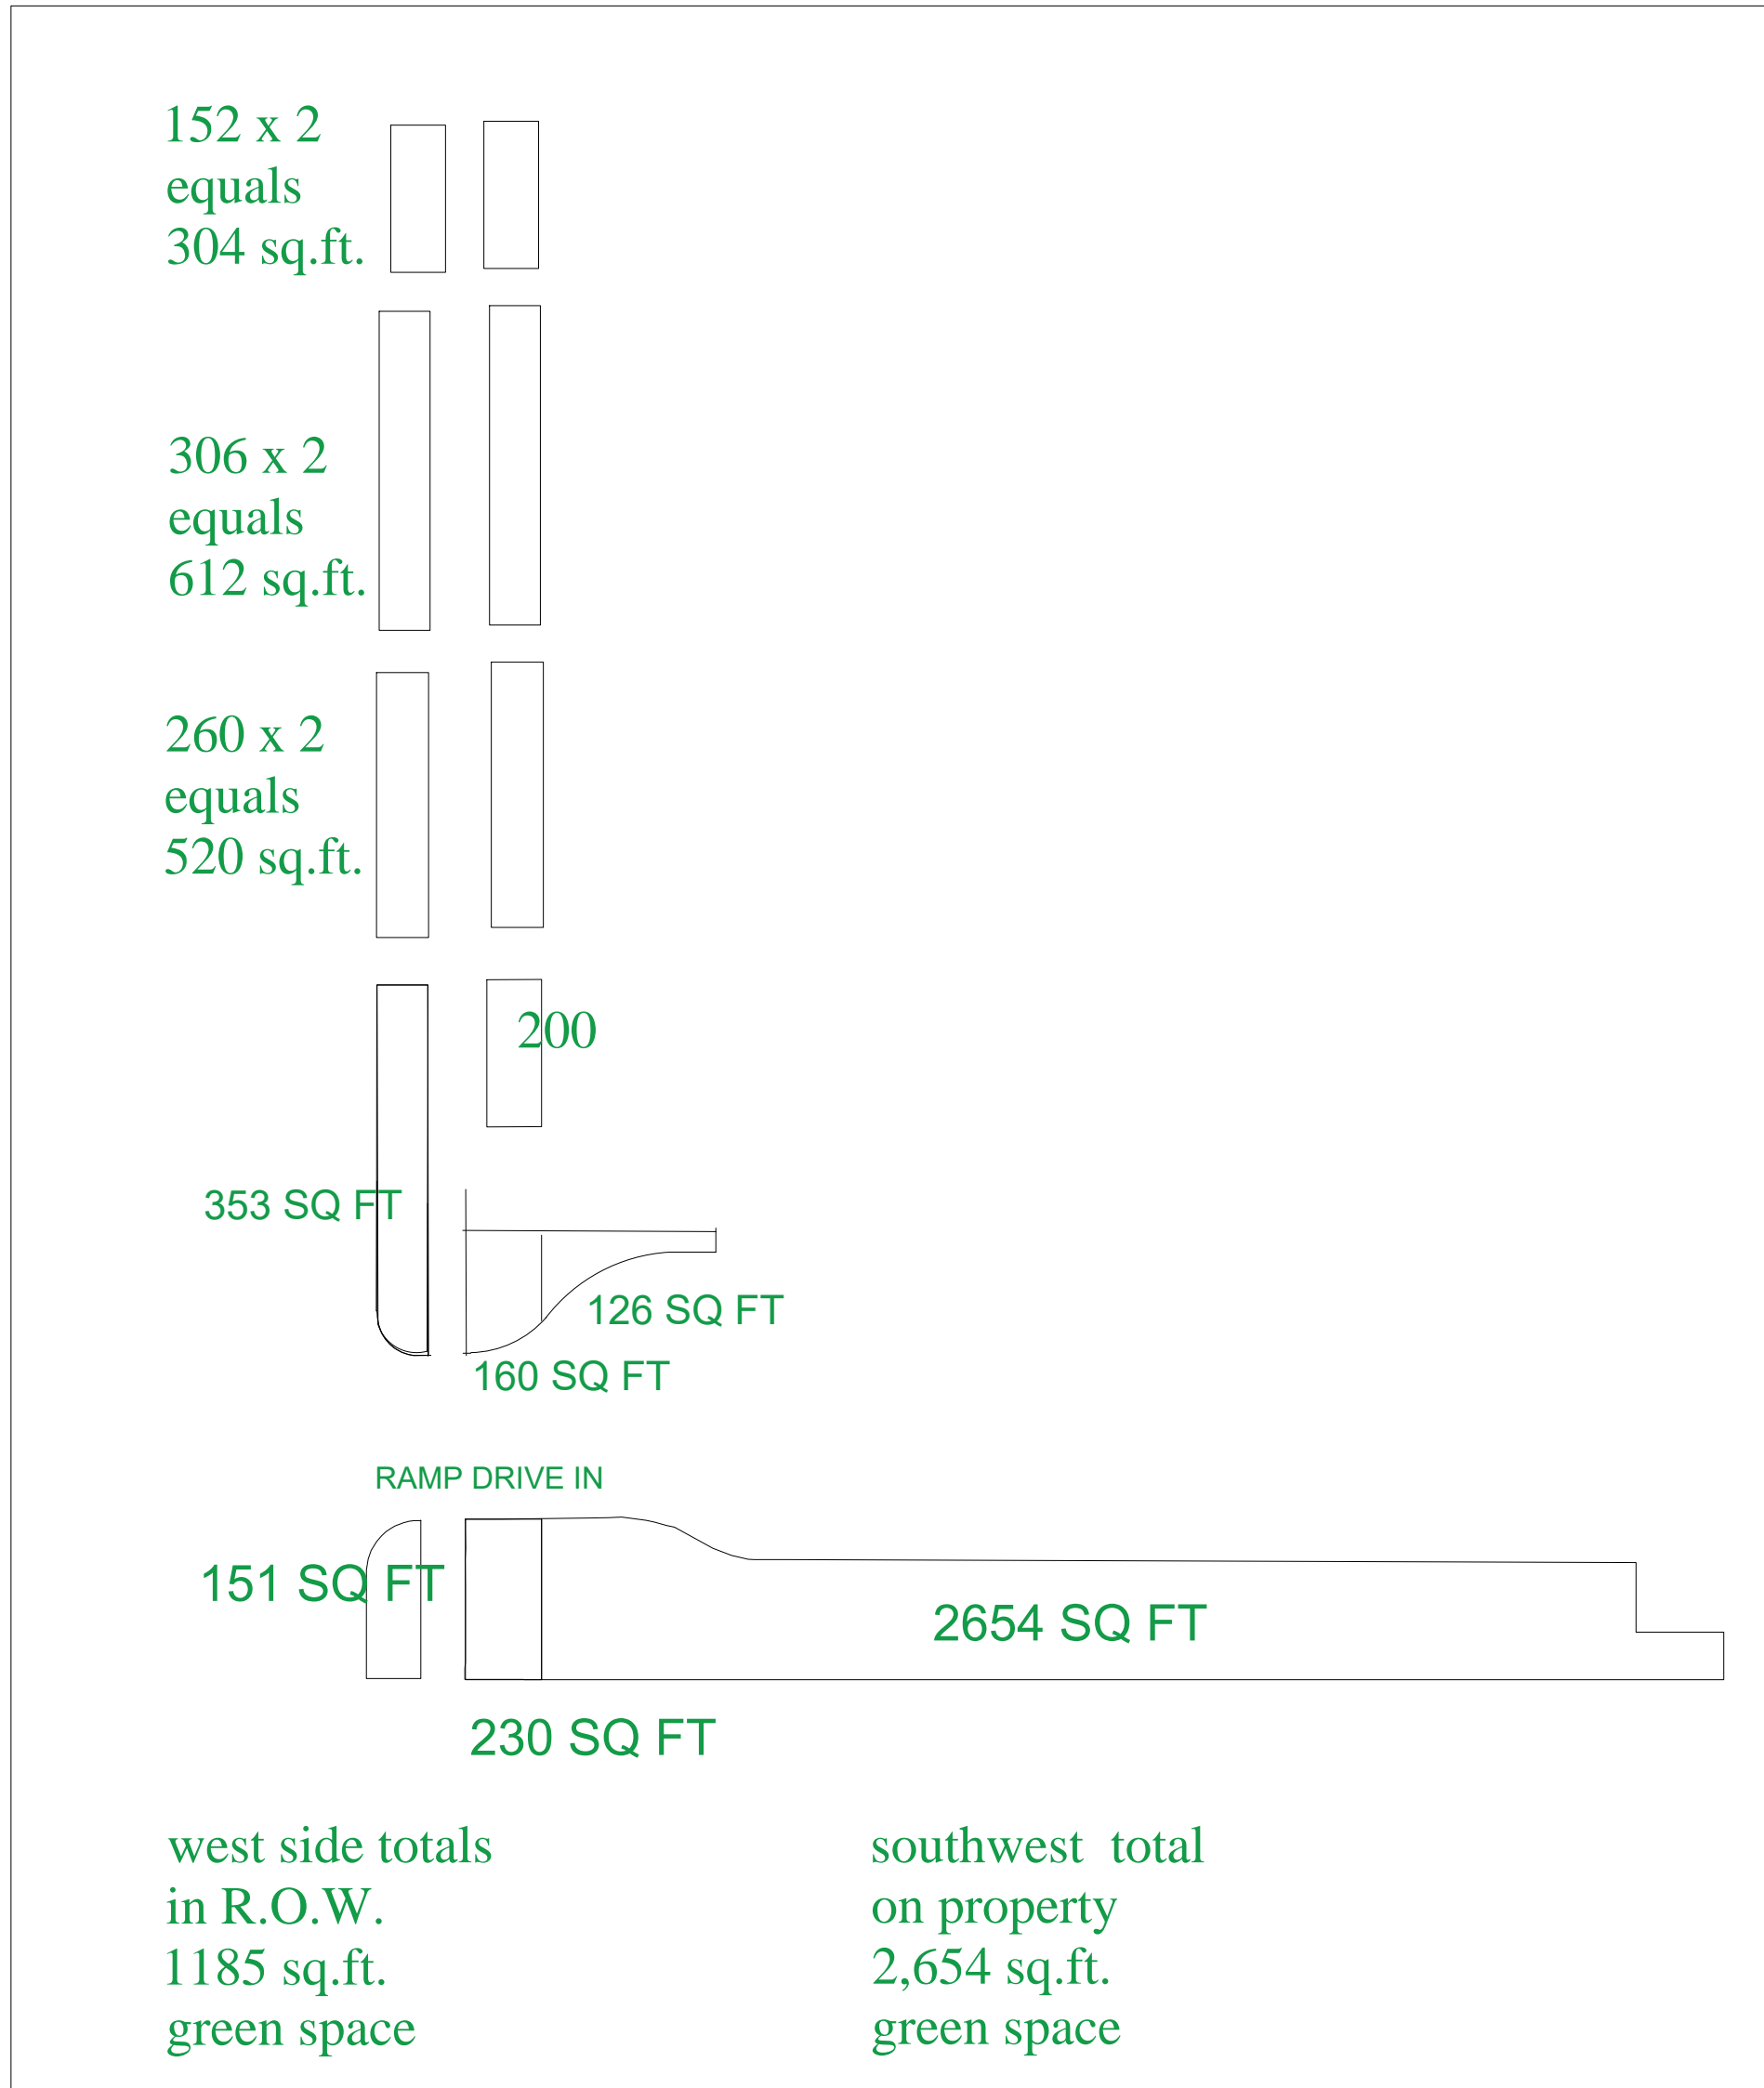 152 x 2
equals
304 sq.ft.
306 x 2
equals
612 sq.ft.
260 x 2
equals
520 sq.ft.
200
353 SQ FT
126 SQ FT
160 SQ FT
RAMP DRIVE IN
151 SQ FT
2654 SQ FT
230 SQ FT
west side totals
in R.O.W.
1185 sq.ft.
green space
southwest total
on property
2,654 sq.ft.
green space